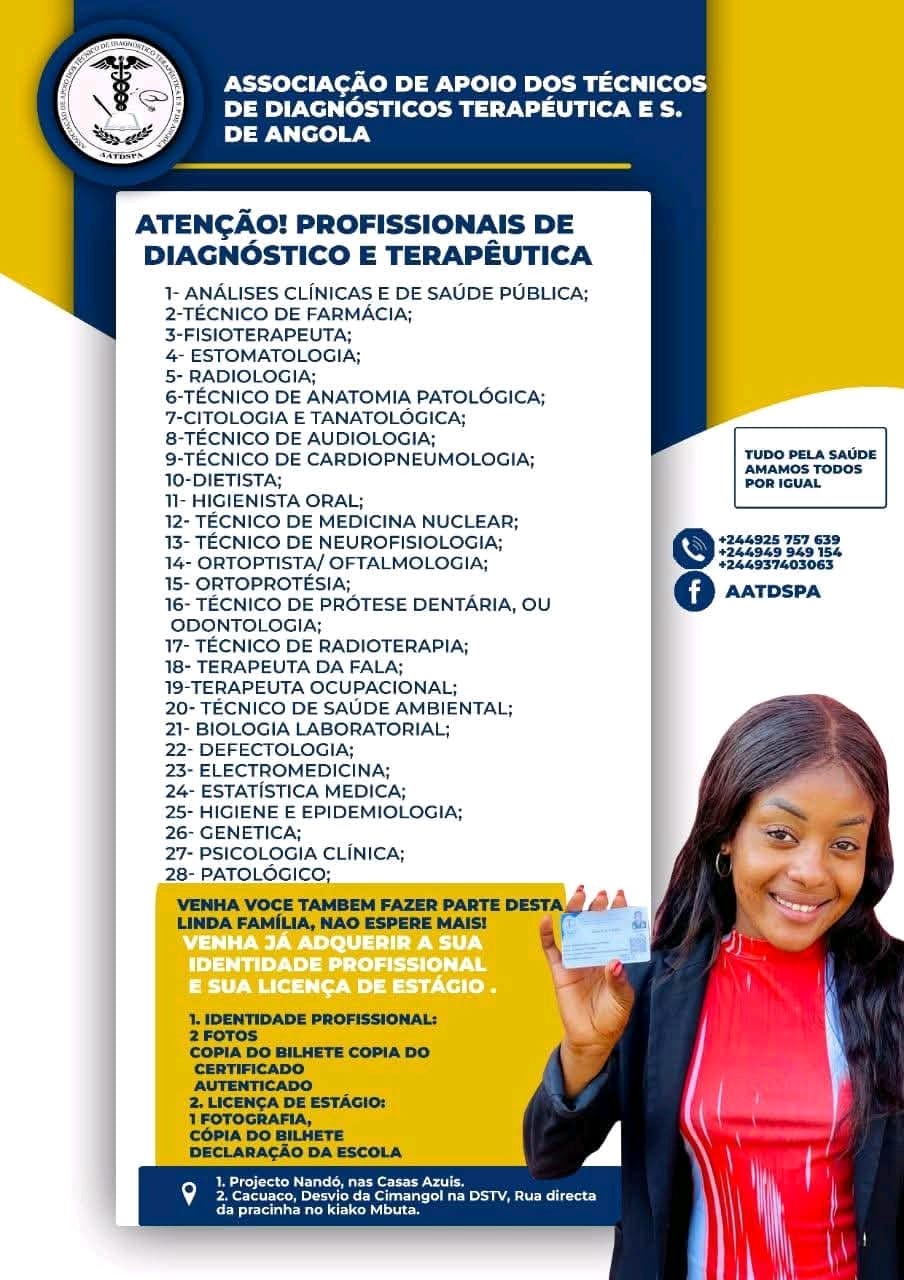 ASSOCIAÇÃO DE APOIO DOS TÉCNICOS
DE DIAGNÓSTICOS TERAPÉUTICA E S.
DE ANGOLA
ASSOCIAÇÃO DE APOIO DOS TÉCNICO DE DIAGNOSTICO TERAPEUTICA E S. P DE ANGOLA
AATDSPA
ATENÇÃO! PROFISSIONAIS DE
DIAGNÓSTICO E TERAPÊUTICA
1- ANÁLISES CLÍNICAS E DE SAÚDE PÚBLICA;
2-TÉCNICO DE FARMÁCIA;
3-FISIOTERAPEUTA;
4- ESTOMATOLOGIA;
5- RADIOLOGIA;
6-TÉCNICO DE ANATOMIA PATOLÓGICA;
7-CITOLOGIA E TANATOLÓGICA;
8-TÉCNICO DE AUDIOLOGIA;
9-TÉCNICO DE CARDIOPNEUMOLOGIA;
10-DIETISTA;
11- HIGIENISTA ORAL;
12- TÉCNICO DE MEDICINA NUCLEAR;
13- TÉCNICO DE NEUROFISIOLOGIA;
14- ORTOPTISTA/ OFTALMOLOGIA;
15- ORTOPROTÉSIA;
16- TÉCNICO DE PRÓTESE DENTÁRIA, OU
ODONTOLOGIA;
17- TÉCNICO DE RADIOTERAPIA;
18- TERAPEUTA DA FALA;
19-TERAPEUTA OCUPACIONAL;
20- TÉCNICO DE SAÚDE AMBIENTAL;
21- BIOLOGIA LABORATORIAL;
22- DEFECTOLOGIA;
23- ELECTROMEDICINA;
24- ESTATÍSTICA MEDICA;
25- HIGIENE E EPIDEMIOLOGIA;
26- GENETICA;
27- PSICOLOGIA CLÍNICA;
28- PATOLÓGICO;
TUDO PELA SAÚDE
AMAMOS TODOS
POR IGUAL
+244925 757 639
+244949 949 154
+244937403063
AATDSPA
VENHA VOCE TAMBEM FAZER PARTE DESTA
LINDA FAMÍLIA, NAO ESPERE MAIS!
VENHA JÁ ADQUERIR A SUA
IDENTIDADE PROFISSIONAL
E SUA LICENÇA DE ESTÁGIO .
1. IDENTIDADE PROFISSIONAL:
2 FOTOS
COPIA DO BILHETE COPIA DO
CERTIFICADO
AUTENTICADO
2. LICENÇA DE ESTÁGIO:
1 FOTOGRAFIA,
CÓPIA DO BILHETE
DECLARAÇÃO DA ESCOLA
1. Projecto Nandó, nas Casas Azuis.
2. Cacuaco, Desvio da Cimangol na DSTV, Rua directa
da pracinha no kiako Mbuta.